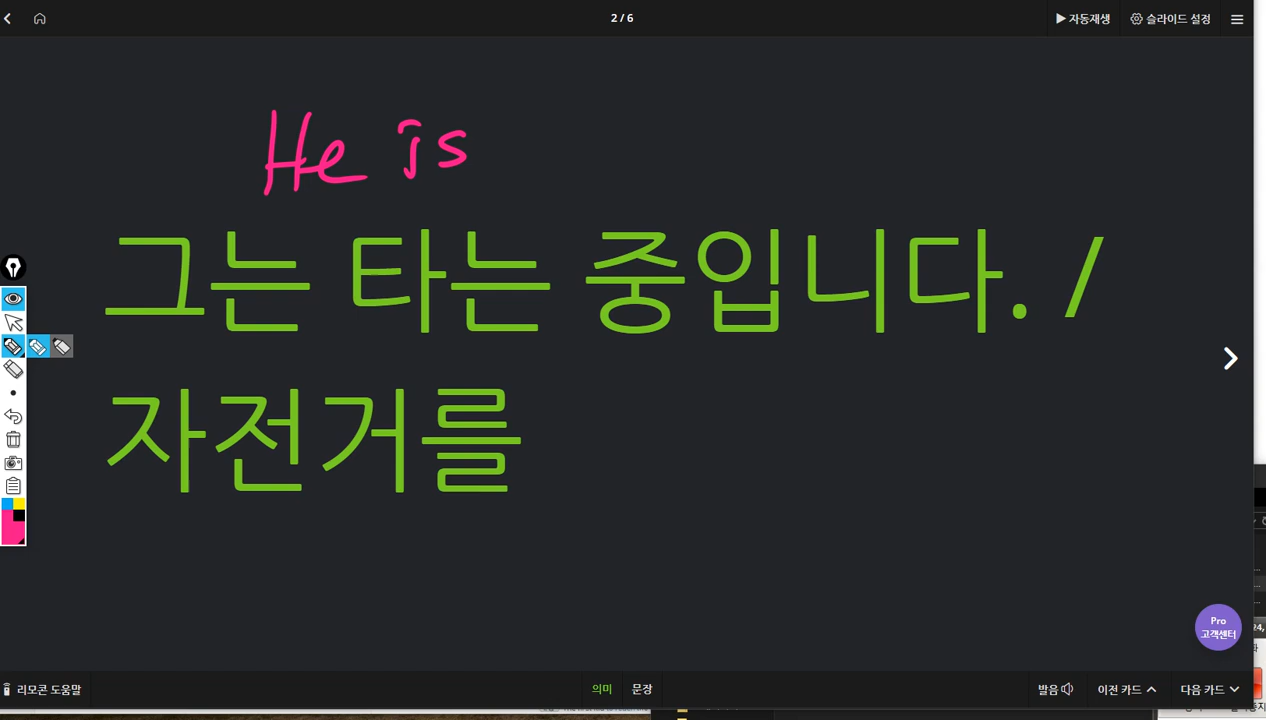 2 / 6
자동재생
슬라이드 설정
He is
그는 타는 중입니다. /
자전거를
Pro
고객센터
24,
리모콘 도움말
의미
문장
발음
이전 카드
다음 카드